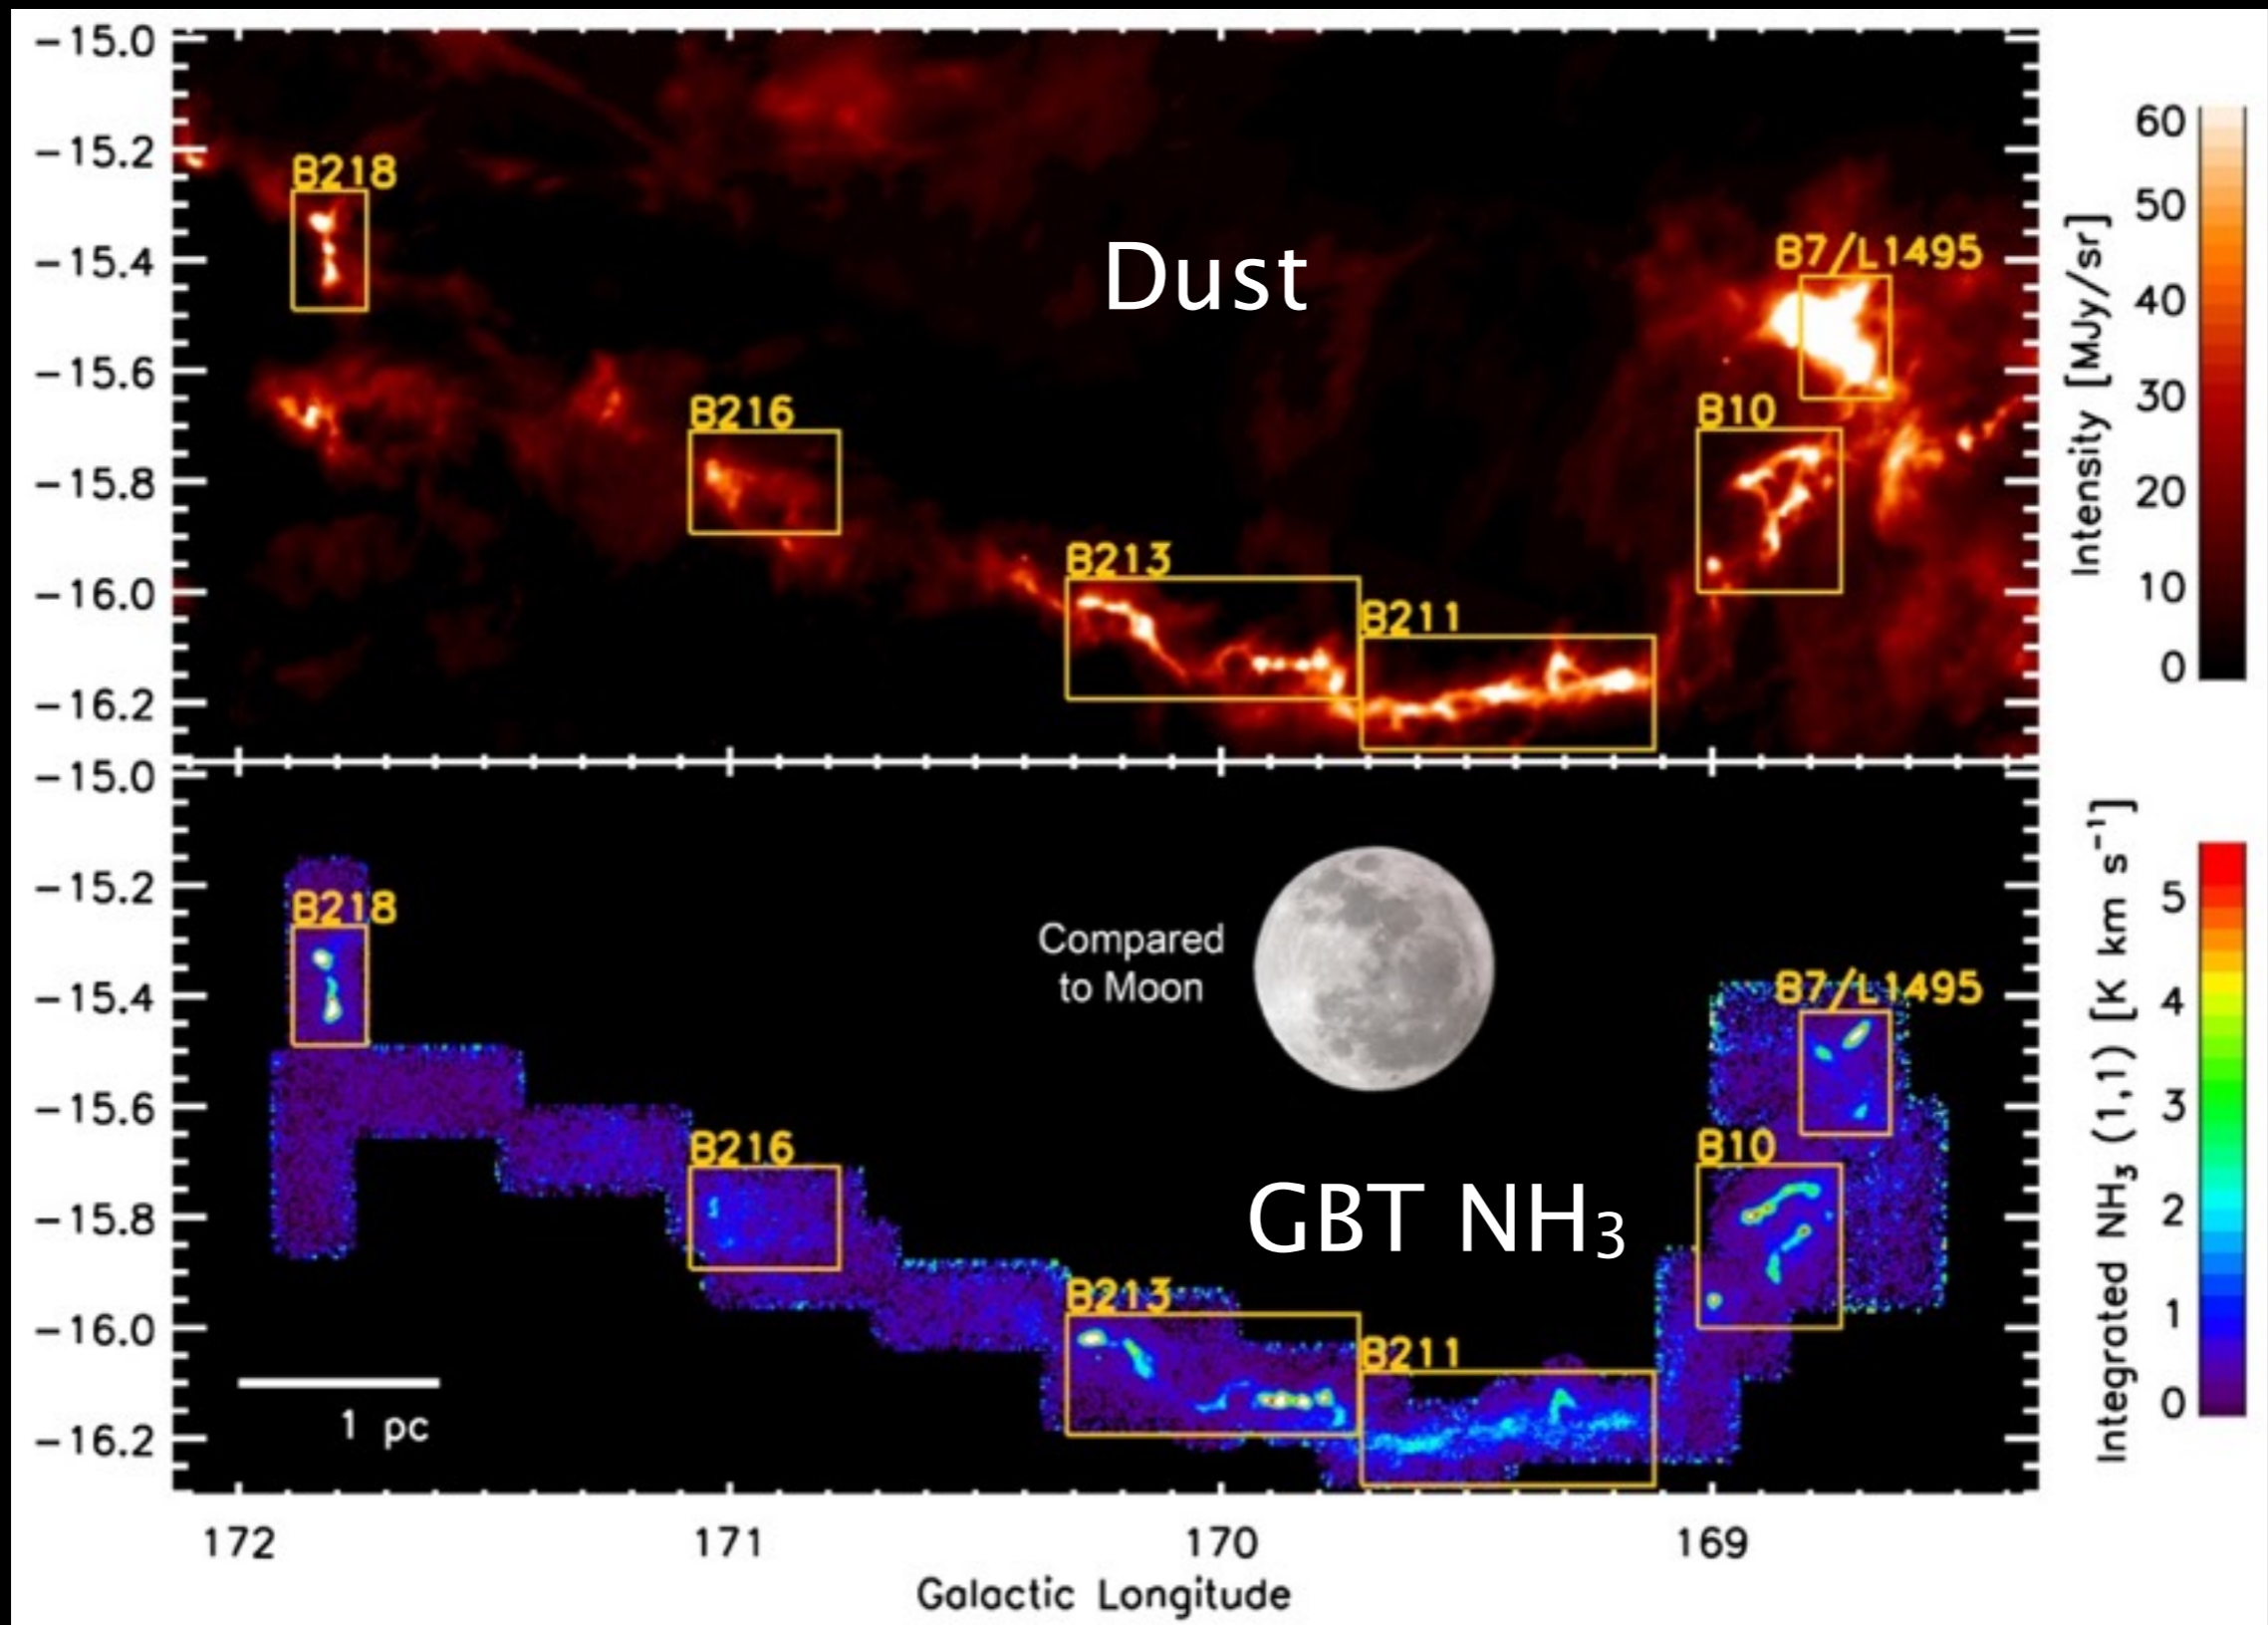 −15.0
−15.2
−15.4
−15.6
−15.8
−16.0
−16.2
B218
B216
B213
B211
B10
B7/L1495
Dust
60
50
40
30
20
10
0
Intensity [MJy/sr]
−15.0
−15.2
−15.4
−15.6
−15.8
−16.0
−16.2
B218
B216
B213
B211
B10
B7/L1495
Compared
to Moon
GBT NH₃
1 pc
5
4
3
2
1
0
Integrated NH₃ (1,1) [K km s⁻¹]
172
171
170
169
Galactic Longitude